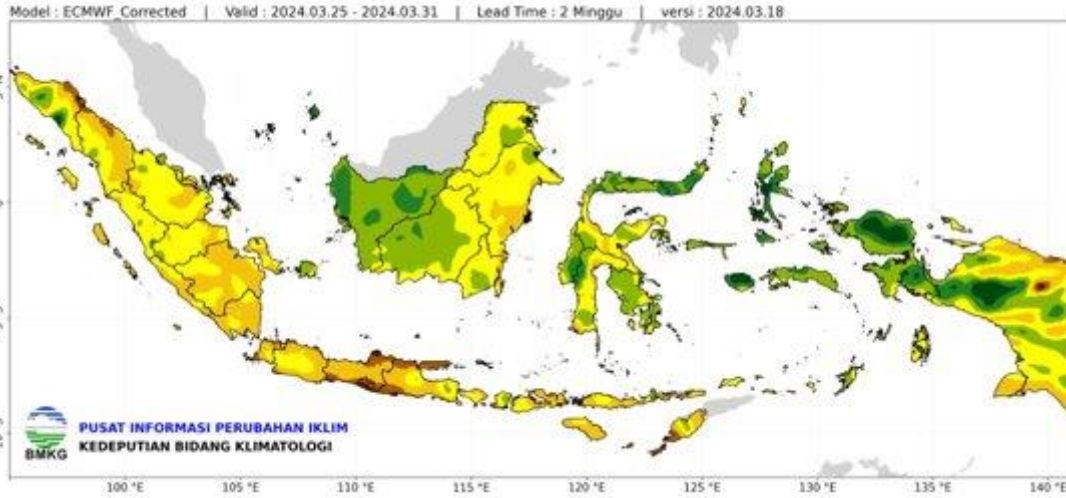 Model : ECMWF_Corrected | Valid : 2024.03.25 - 2024.03.31 | Lead Time : 2 Minggu | versi : 2024.03.18
PUSAT INFORMASI PERUBAHAN IKLIM
KEDEPUTIAN BIDANG KLIMATOLOGI
BMKG
100 °E 105 °E 110 °E 115 °E 120 °E 125 °E 130 °E 135 °E 140 °E